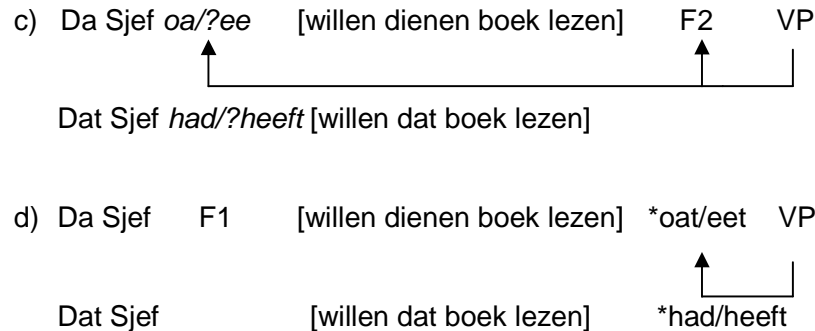 c) Da Sjef oa/?ee [willen dienen boek lezen] F2 VP
Dat Sjef had/?heeft [willen dat boek lezen]
d) Da Sjef F1 [willen dienen boek lezen] *oat/eet VP
Dat Sjef [willen dat boek lezen] *had/heeft